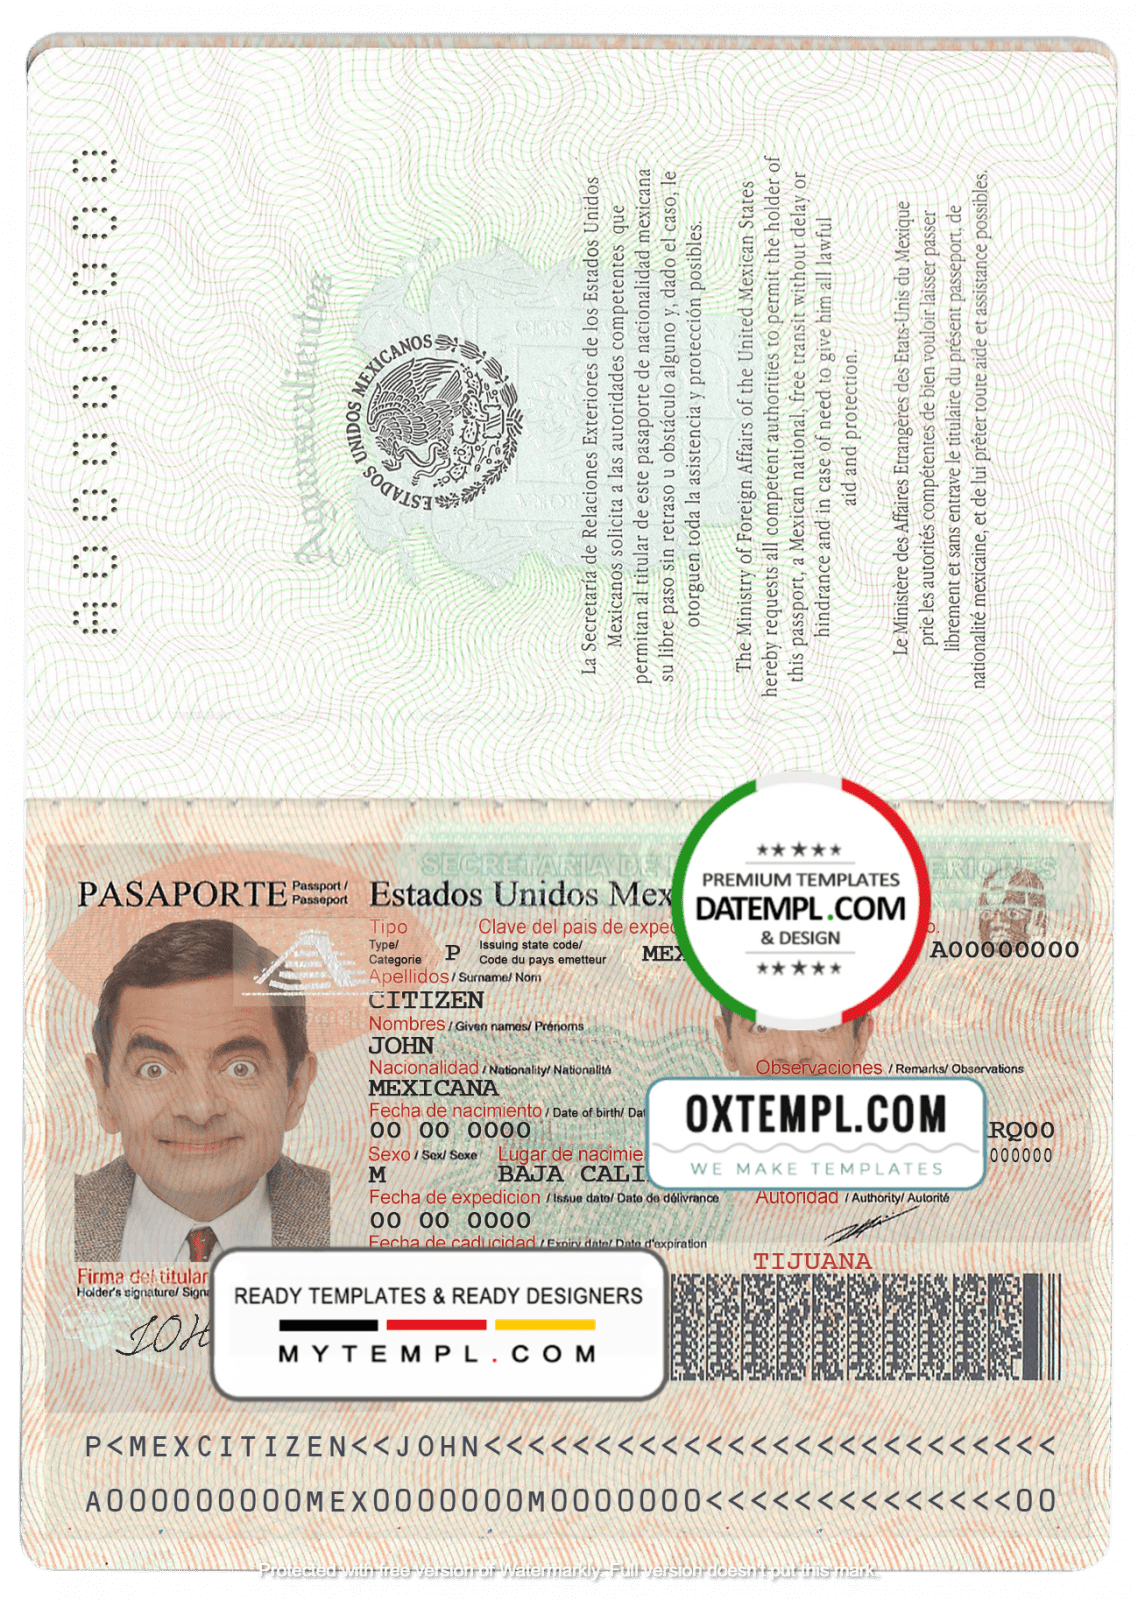 A00000000
Aguascalientes
ESTADOS UNIDOS MEXICANOS
La Secretaría de Relaciones Exteriores de los Estados Unidos
Mexicanos solicita a las autoridades competentes que
permitan al titular de este pasaporte de nacionalidad mexicana
su libre paso sin retraso u obstáculo alguno y, dado el caso, le
otorguen toda la asistencia y protección posibles.
The Ministry of Foreign Affairs of the United Mexican States
hereby requests all competent authorities to permit the holder of
this passport, a Mexican national, free transit without delay or
hindrance and in case of need to give him all lawful
aid and protection.
Le Ministère des Affaires Etrangères des Etats-Unis du Mexique
prie les autorités compétentes de bien vouloir laisser passer
librement et sans entrave le titulaire du présent passeport, de
nationalité mexicaine, et de lui prêter toute aide et assistance possibles.
SECRETARIA DE
PASAPORTE Passport / Passeport Estados Unidos Mex
★★★★★
PREMIUM TEMPLATES
DATEMPL.COM
& DESIGN
★★★★★
Tipo Clave del pais de expe
Type/ Categorie P Issuing state code/ Code du pays emetteur MEX A00000000
Apellidos / Surname/ Nom
CITIZEN
Nombres / Given names/ Prénoms
JOHN
Nacionalidad / Nationality/ Nationalité Observaciones / Remarks/ Observations
MEXICANA
Fecha de nacimiento / Date of birth/ Dat
00 00 0000 RQ00
OXTEMPL.COM
WE MAKE TEMPLATES
Sexo / Sex/ Sexe Lugar de nacimie 000000
M BAJA CALI
Fecha de expedicion / Issue date/ Date de délivrance Autoridad / Authority/ Autorité
00 00 0000
Fecha de caducidad / Expiry date/ Date d'expiration
TIJUANA
Firma del titular
Holder's signature/ Signa
JOH
READY TEMPLATES & READY DESIGNERS
MYTEMPL.COM
P<MEXCITIZEN<<JOHN<<<<<<<<<<<<<<<<<<<<<<<<<<
A000000000MEX0000000M0000000<<<<<<<<<<<<<<00
Protected with free version of Watermarkly. Full version doesn't put this mark.